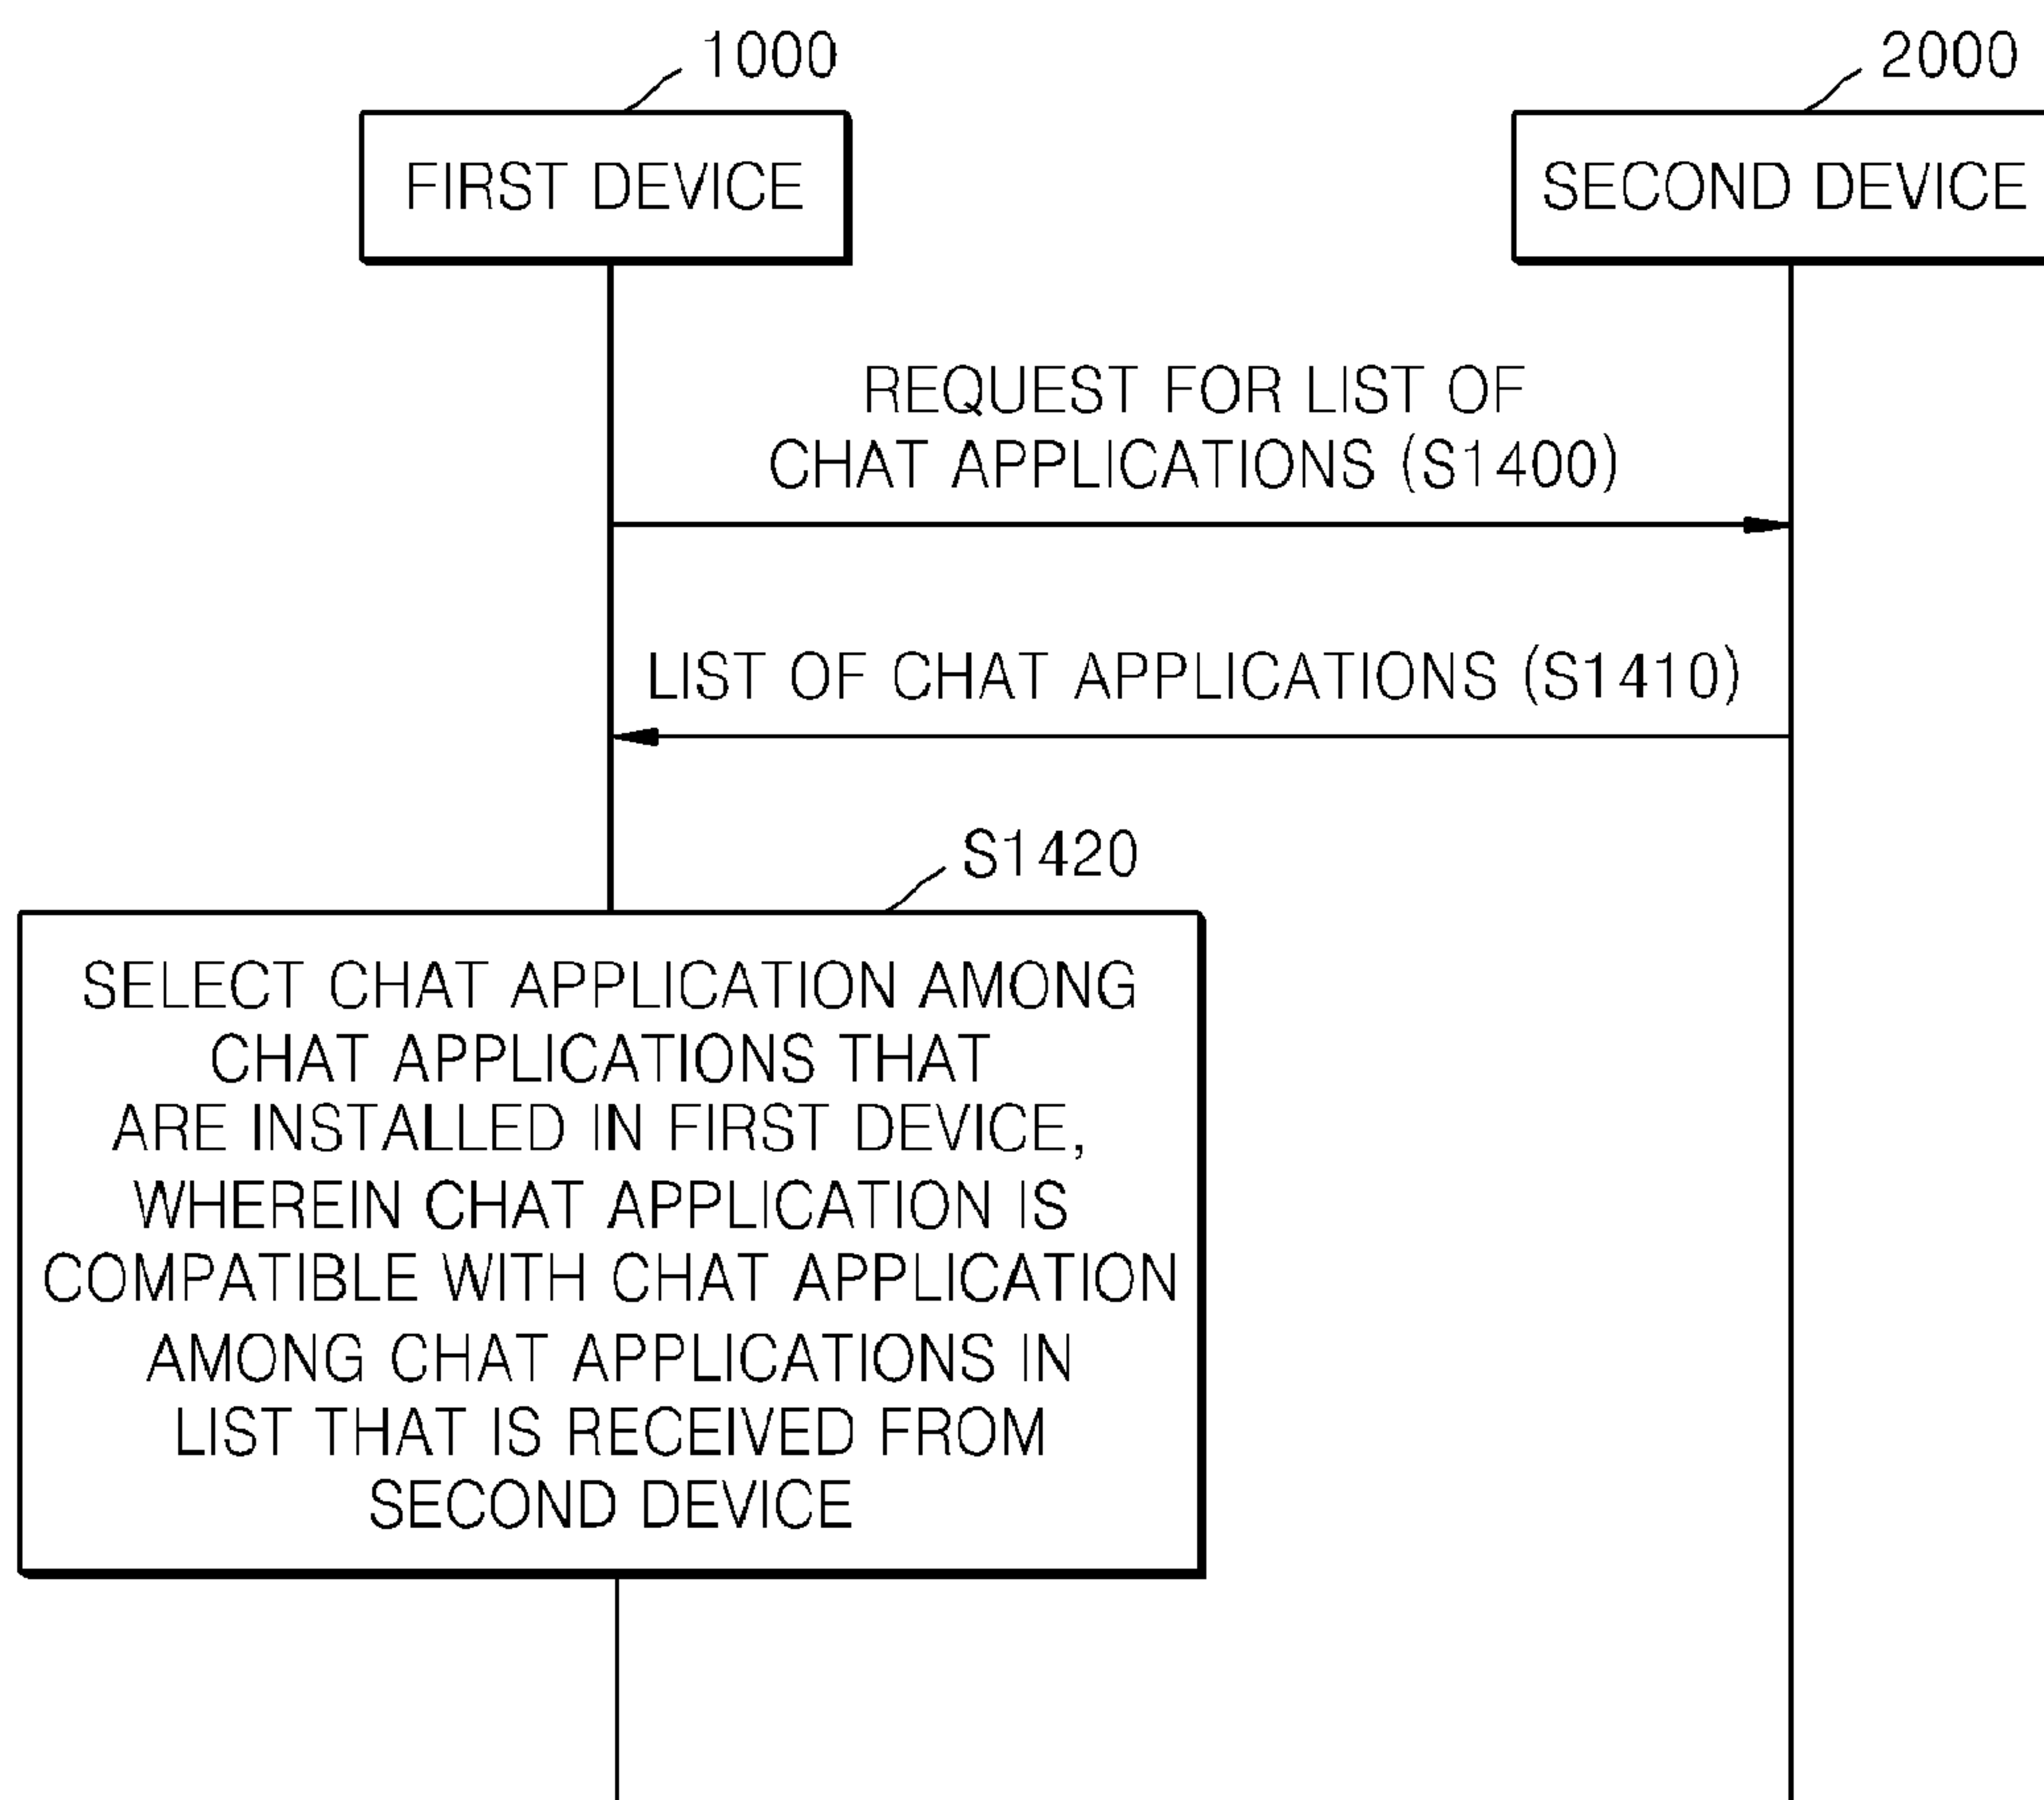 1000
2000
FIRST DEVICE
SECOND DEVICE
REQUEST FOR LIST OF
CHAT APPLICATIONS (S1400)
LIST OF CHAT APPLICATIONS (S1410)
S1420
SELECT CHAT APPLICATION AMONG
CHAT APPLICATIONS THAT
ARE INSTALLED IN FIRST DEVICE,
WHEREIN CHAT APPLICATION IS
COMPATIBLE WITH CHAT APPLICATION
AMONG CHAT APPLICATIONS IN
LIST THAT IS RECEIVED FROM
SECOND DEVICE